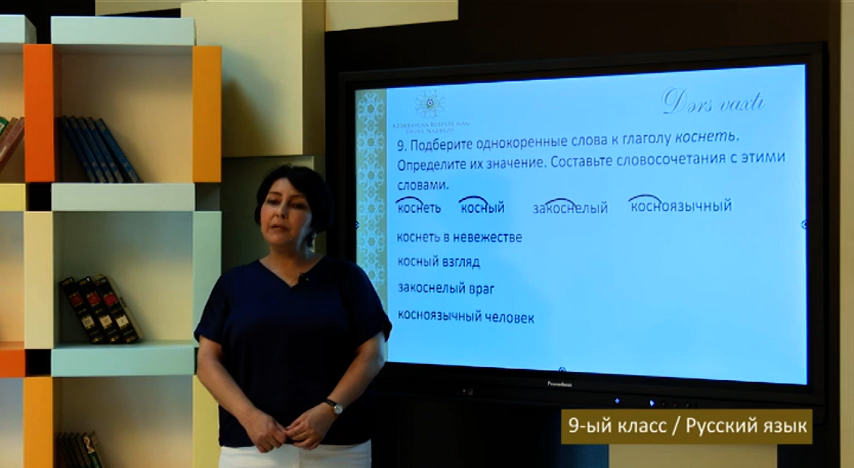 Dərs vaxtı
9. Подберите однокоренные слова к глаголу коснеть.
Определите их значение. Составьте словосочетания с этими
словами.
коснеть косный закоснелый косноязычный
коснеть в невежестве
косный взгляд
закоснелый враг
косноязычный человек
Promethean
9-ый класс / Русский язык